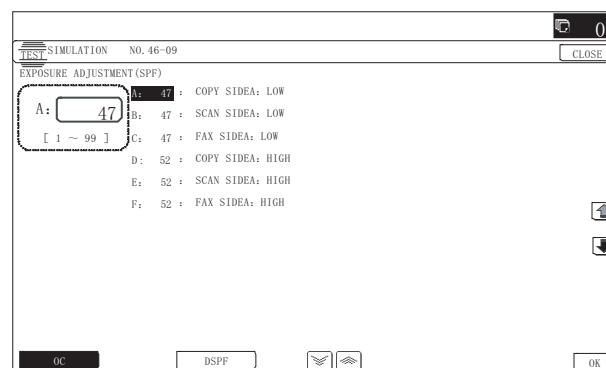 0
TEST SIMULATION NO. 46-09
CLOSE
EXPOSURE ADJUSTMENT(SPF)
A: 47
[ 1 ~ 99 ]
A: 47 : COPY SIDEA: LOW
B: 47 : SCAN SIDEA: LOW
C: 47 : FAX SIDEA: LOW
D: 52 : COPY SIDEA: HIGH
E: 52 : SCAN SIDEA: HIGH
F: 52 : FAX SIDEA: HIGH
OC
DSPF
OK